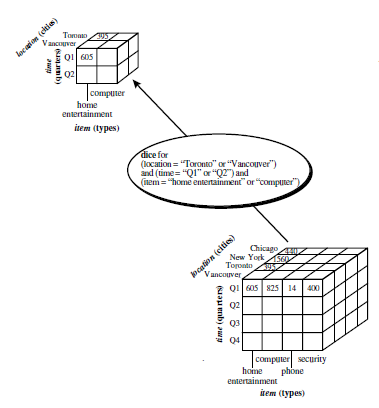 location (cities)
Toronto 395
Vancouver
time
(quarters)
Q1 605
Q2
computer
home
entertainment
item (types)
dice for
(location = “Toronto” or “Vancouver”)
and (time = “Q1” or “Q2”) and
(item = “home entertainment” or “computer”)
location (cities)
Chicago 440
New York 1560
Toronto 395
Vancouver
time (quarters)
Q1 605 825 14 400
Q2
Q3
Q4
computer security
home phone
entertainment
item (types)